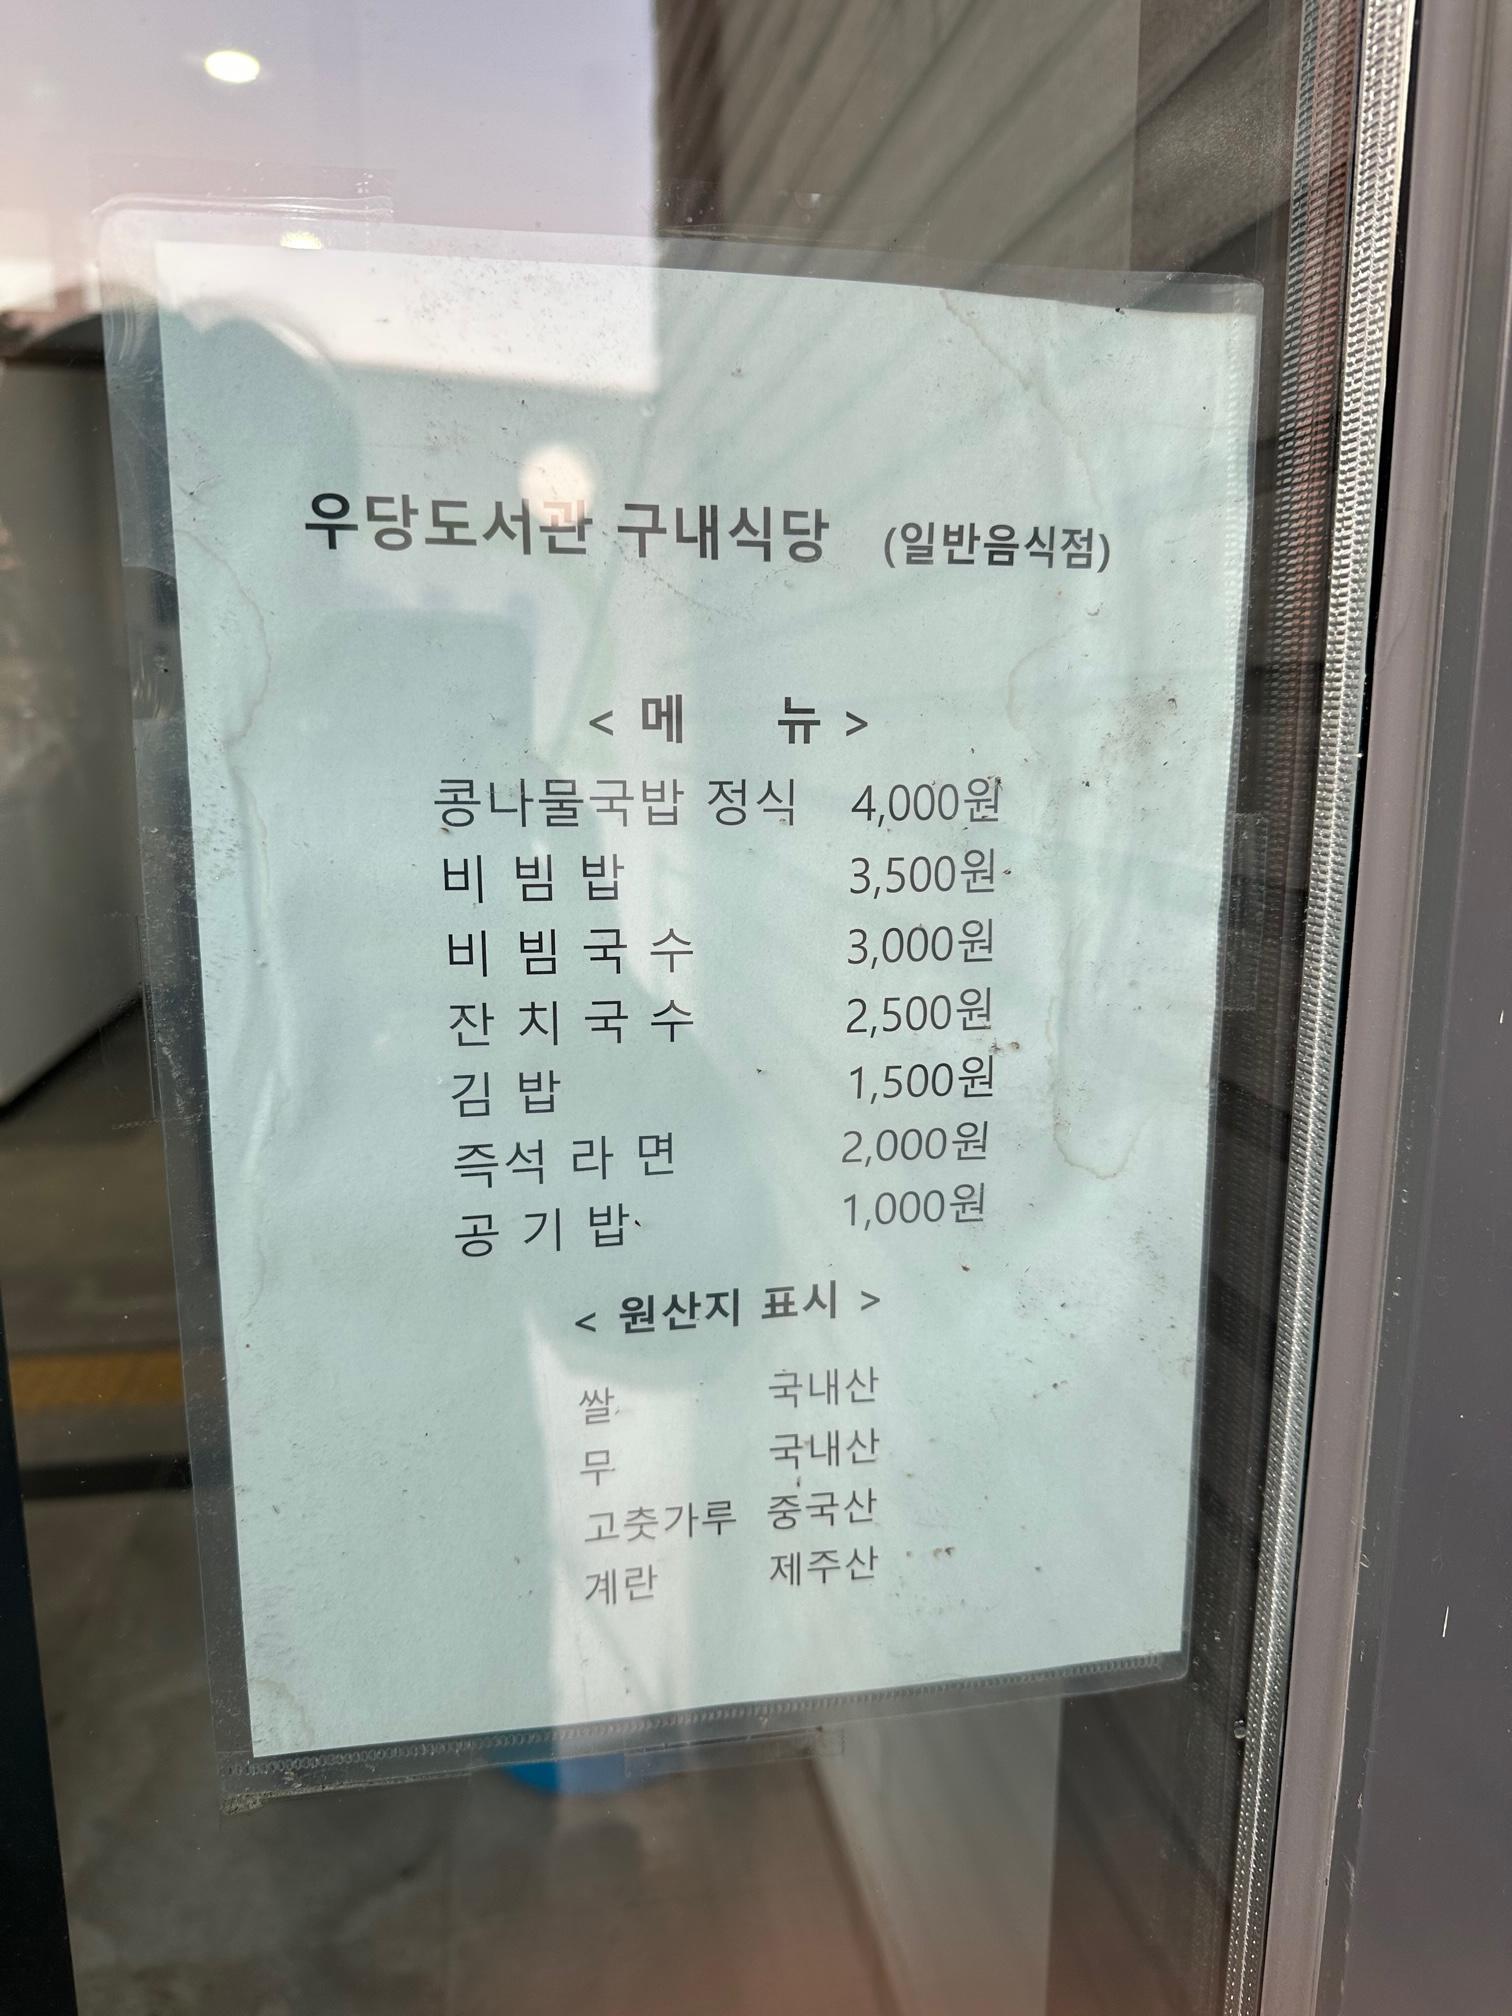 우당도서관 구내식당 (일반음식점)
< 메 뉴 >
콩나물국밥 정식 4,000원
비 빔 밥 3,500원
비 빔 국 수 3,000원
잔 치 국 수 2,500원
김 밥 1,500원
즉석 라 면 2,000원
공 기 밥 1,000원
< 원산지 표시 >
쌀 국내산
무 국내산
고춧가루 중국산
계란 제주산